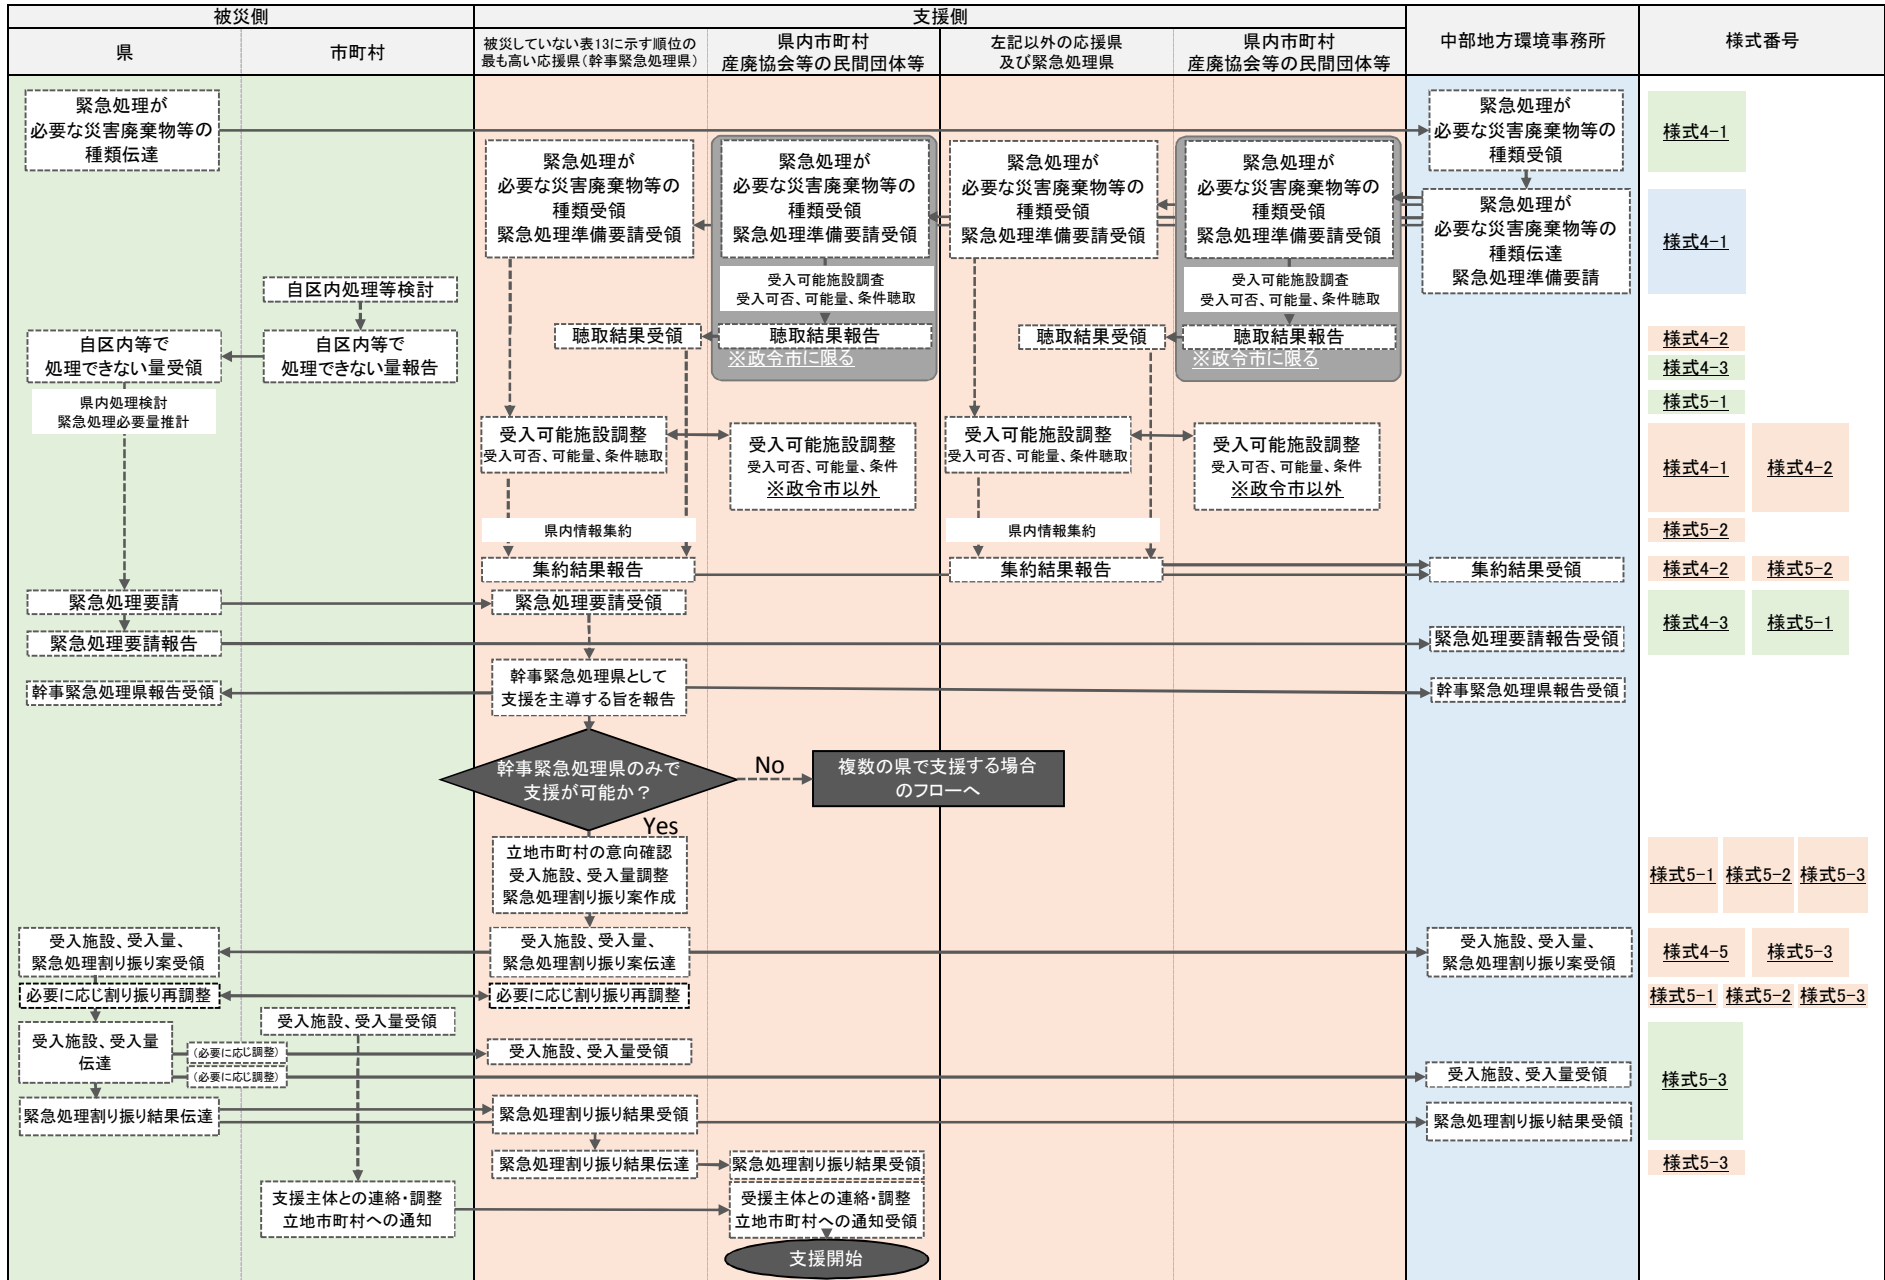 被災側
支援側
中部地方環境事務所
様式番号
県
市町村
被災していない表13に示す順位の
最も高い応援県（幹事緊急処理県）
県内市町村
産廃協会等の民間団体等
左記以外の応援県
及び緊急処理県
県内市町村
産廃協会等の民間団体等
緊急処理が
必要な災害廃棄物等の
種類伝達
緊急処理が
必要な災害廃棄物等の
種類受領
様式4-1
緊急処理が
必要な災害廃棄物等の
種類受領
緊急処理準備要請受領
緊急処理が
必要な災害廃棄物等の
種類受領
緊急処理準備要請受領
緊急処理が
必要な災害廃棄物等の
種類受領
緊急処理準備要請受領
緊急処理が
必要な災害廃棄物等の
種類受領
緊急処理準備要請受領
緊急処理が
必要な災害廃棄物等の
種類伝達
緊急処理準備要請
様式4-1
受入可能施設調査
受入可否、可能量、条件聴取
受入可能施設調査
受入可否、可能量、条件聴取
自区内処理等検討
聴取結果受領
聴取結果報告
※政令市に限る
聴取結果受領
聴取結果報告
※政令市に限る
自区内等で
処理できない量受領
自区内等で
処理できない量報告
様式4-2
様式4-3
県内処理検討
緊急処理必要量推計
様式5-1
受入可能施設調整
受入可否、可能量、条件聴取
受入可能施設調整
受入可否、可能量、条件
※政令市以外
受入可能施設調整
受入可否、可能量、条件聴取
受入可能施設調整
受入可否、可能量、条件
※政令市以外
様式4-1
様式4-2
県内情報集約
県内情報集約
様式5-2
集約結果報告
集約結果報告
集約結果受領
様式4-2
様式5-2
緊急処理要請
緊急処理要請受領
緊急処理要請報告
緊急処理要請報告受領
様式4-3
様式5-1
幹事緊急処理県報告受領
幹事緊急処理県として
支援を主導する旨を報告
幹事緊急処理県報告受領
幹事緊急処理県のみで
支援が可能か？
No
複数の県で支援する場合
のフローへ
Yes
立地市町村の意向確認
受入施設、受入量調整
緊急処理割り振り案作成
様式5-1
様式5-2
様式5-3
受入施設、受入量、
緊急処理割り振り案受領
受入施設、受入量、
緊急処理割り振り案伝達
受入施設、受入量、
緊急処理割り振り案受領
様式4-5
様式5-3
必要に応じ割り振り再調整
必要に応じ割り振り再調整
様式5-1
様式5-2
様式5-3
受入施設、受入量受領
受入施設、受入量
伝達
（必要に応じ調整）
（必要に応じ調整）
受入施設、受入量受領
受入施設、受入量受領
様式5-3
緊急処理割り振り結果伝達
緊急処理割り振り結果受領
緊急処理割り振り結果受領
緊急処理割り振り結果伝達
緊急処理割り振り結果受領
様式5-3
支援主体との連絡・調整
立地市町村への通知
受援主体との連絡・調整
立地市町村への通知受領
支援開始